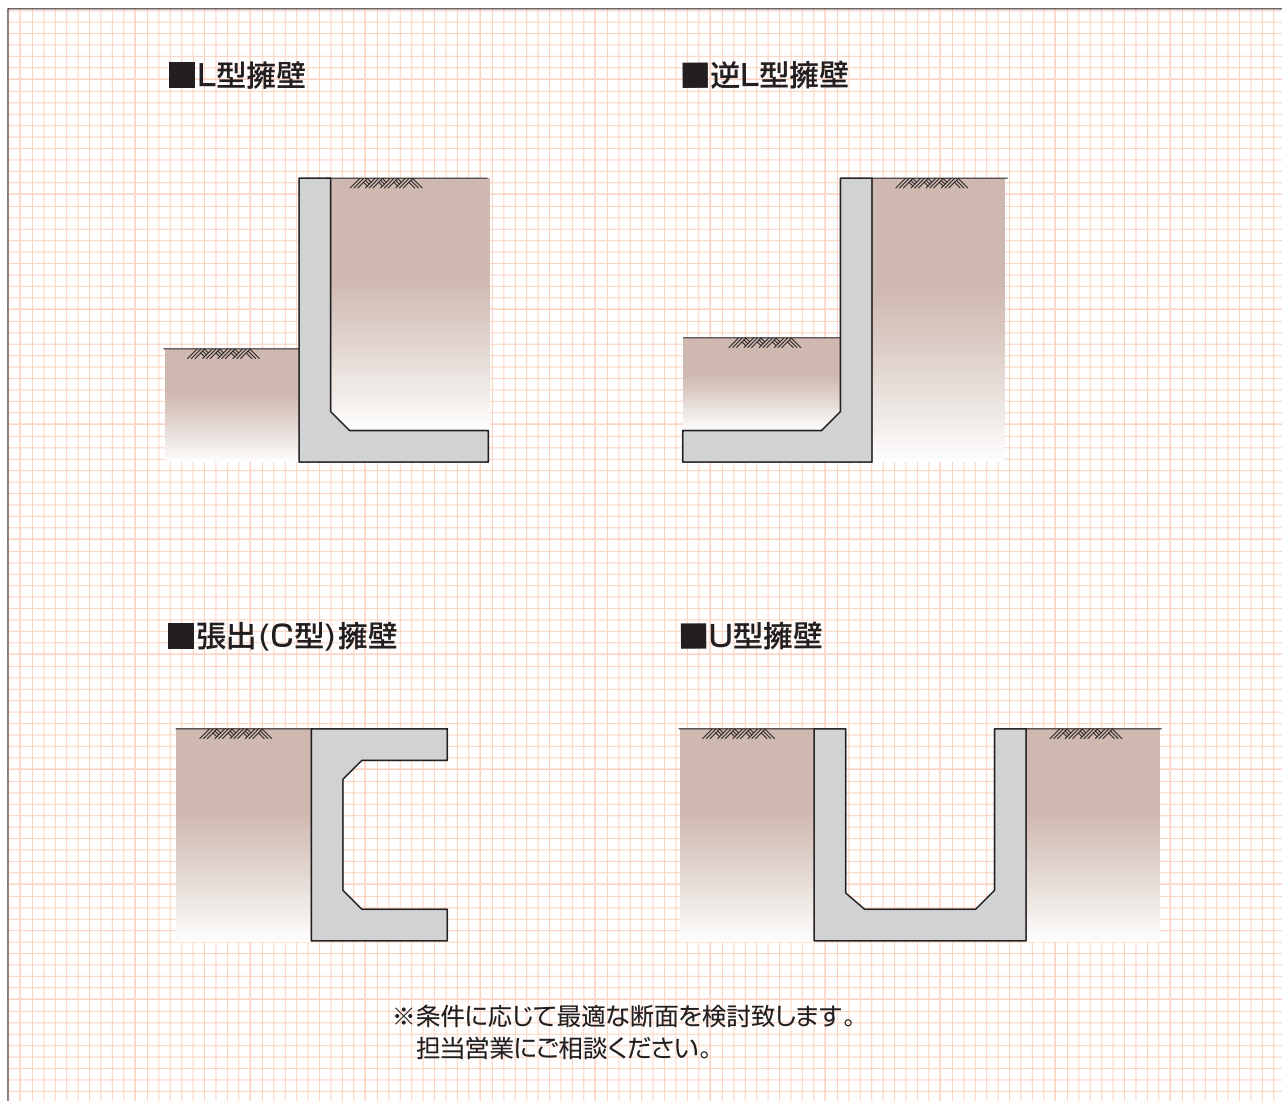 ■L型擁壁
■逆L型擁壁
■張出(C型)擁壁
■U型擁壁
※条件に応じて最適な断面を検討致します。
担当営業にご相談ください。